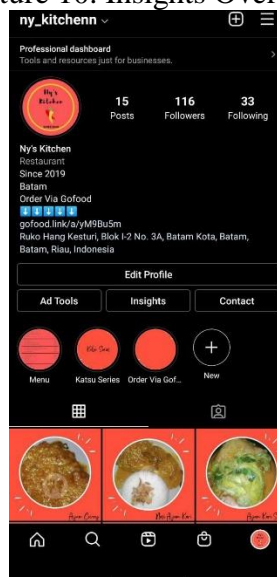 ny_kitchenn
Professional dashboard
Tools and resources just for businesses.
Ny's
Kitchen
15 116 33
Posts Followers Following
Ny's Kitchen
Restaurant
Since 2019
Batam
Order Via Gofood
gofood.link/a/yM9Bu5m
Ruko Hang Kesturi, Blok I-2 No. 3A, Batam Kota, Batam,
Batam, Riau, Indonesia
Edit Profile
Ad Tools Insights Contact
Menu Katsu Series Order Via Gof... New